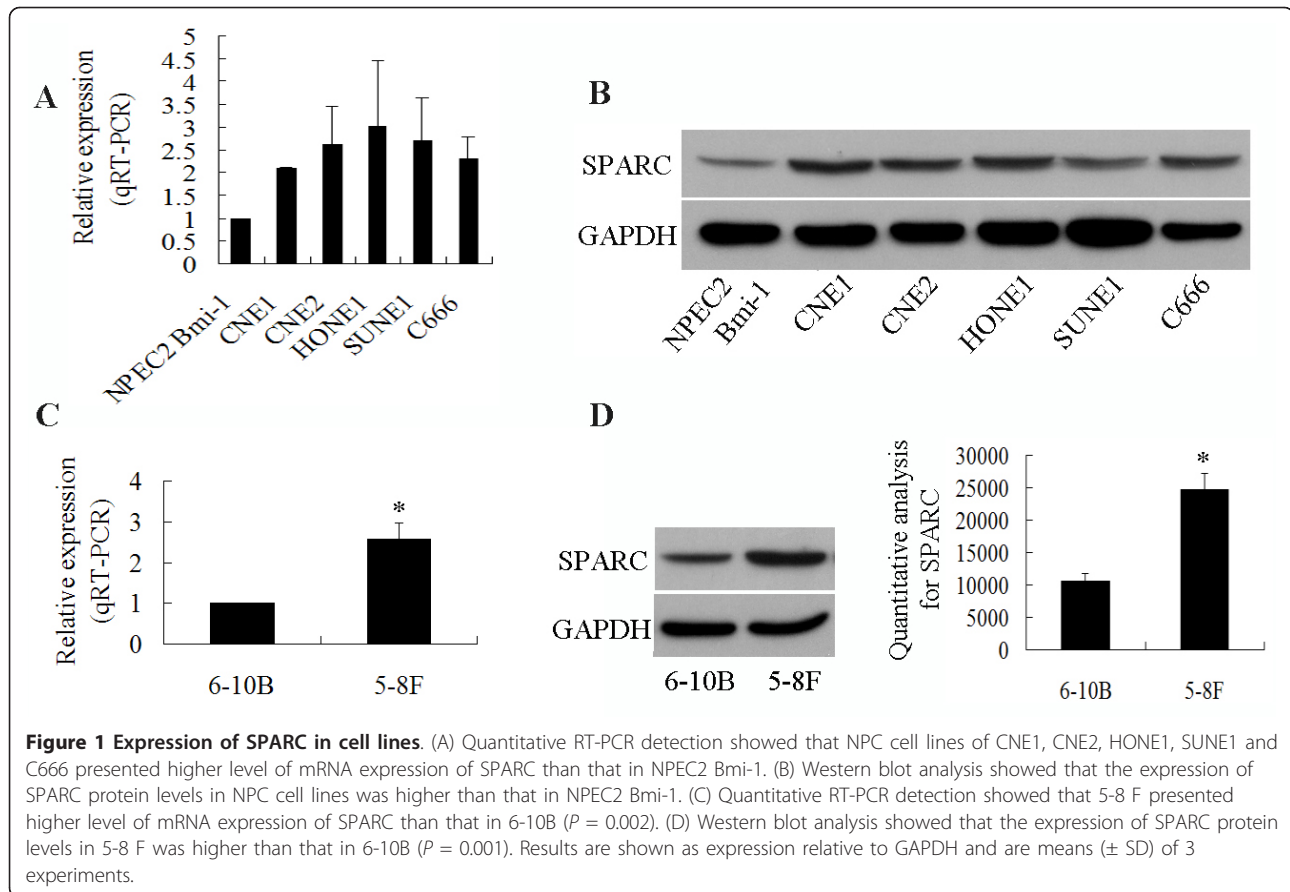 A
Relative expression
(qRT-PCR)
5
4.5
4
3.5
3
2.5
2
1.5
1
0.5
0
NPEC2 Bmi-1
CNE1
CNE2
HONE1
SUNE1
C666
B
SPARC
GAPDH
NPEC2
Bmi-1
CNE1
CNE2
HONE1
SUNE1
C666
C
Relative expression
(qRT-PCR)
4
3
2
1
0
*
6-10B
5-8F
D
SPARC
GAPDH
6-10B
5-8F
Quantitative analysis
for SPARC
30000
25000
20000
15000
10000
5000
0
*
6-10B
5-8F
Figure 1 Expression of SPARC in cell lines. (A) Quantitative RT-PCR detection showed that NPC cell lines of CNE1, CNE2, HONE1, SUNE1 and
C666 presented higher level of mRNA expression of SPARC than that in NPEC2 Bmi-1. (B) Western blot analysis showed that the expression of
SPARC protein levels in NPC cell lines was higher than that in NPEC2 Bmi-1. (C) Quantitative RT-PCR detection showed that 5-8 F presented
higher level of mRNA expression of SPARC than that in 6-10B (P = 0.002). (D) Western blot analysis showed that the expression of SPARC protein
levels in 5-8 F was higher than that in 6-10B (P = 0.001). Results are shown as expression relative to GAPDH and are means (± SD) of 3
experiments.